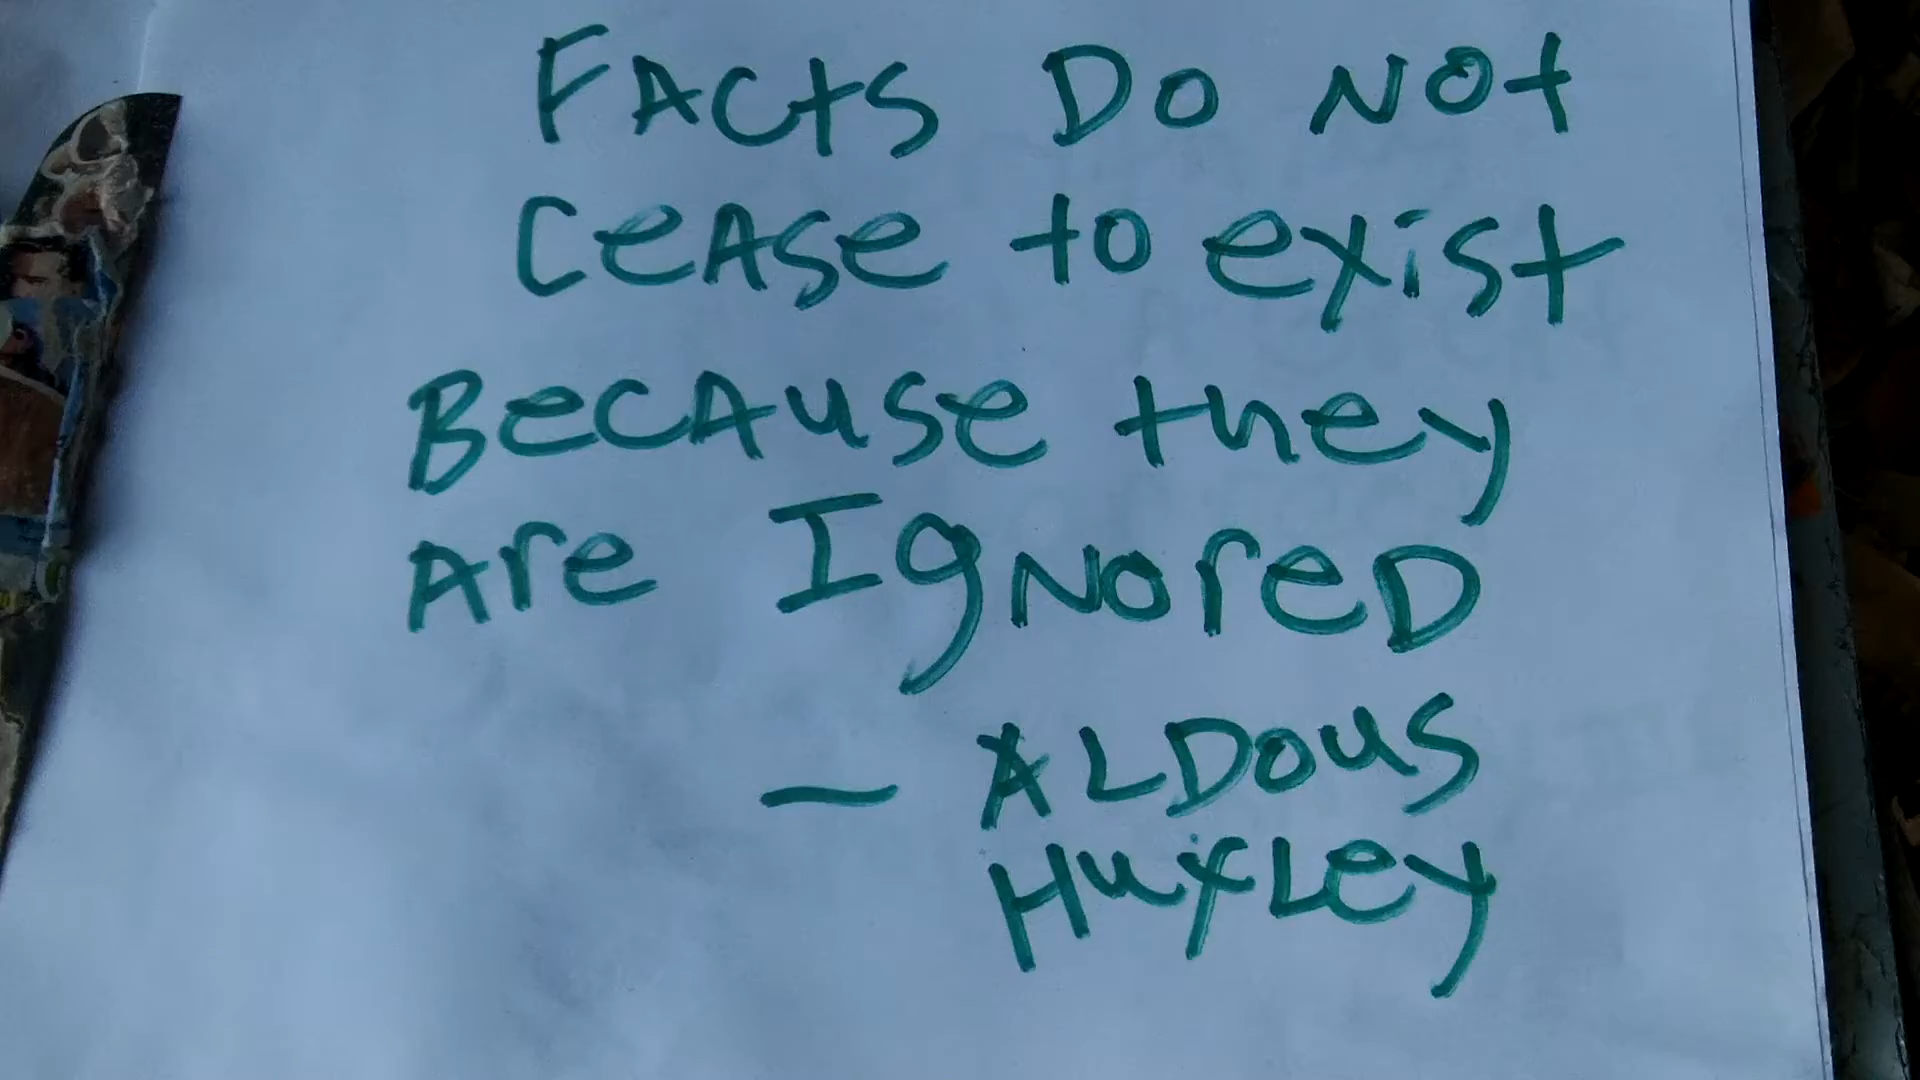 FACts Do Not
CeASe to exist
BecAuse they
Are IgNoreD
— ALDouS
HuxLey